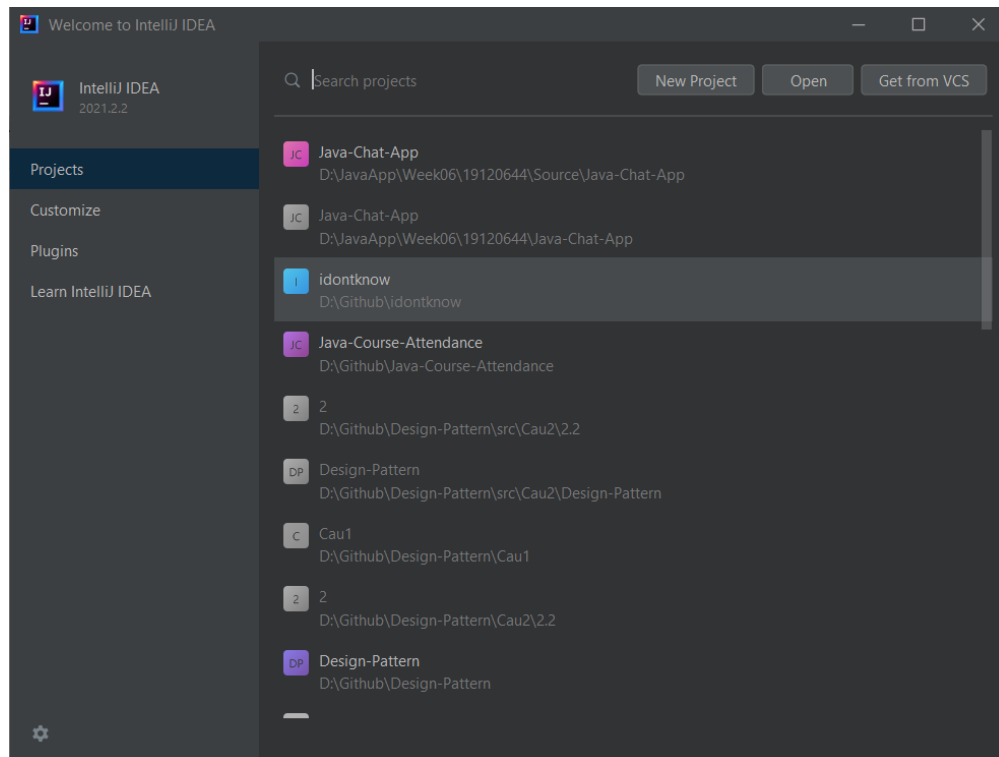 Welcome to IntelliJ IDEA
IntelliJ IDEA
2021.2.2
Search projects
New Project
Open
Get from VCS
Projects
Customize
Plugins
Learn IntelliJ IDEA
JC Java-Chat-App
D:\JavaApp\Week06\19120644\Source\Java-Chat-App
JC Java-Chat-App
D:\JavaApp\Week06\19120644\Java-Chat-App
I idontknow
D:\Github\idontknow
JC Java-Course-Attendance
D:\Github\Java-Course-Attendance
2 2
D:\Github\Design-Pattern\src\Cau2\2.2
DP Design-Pattern
D:\Github\Design-Pattern\src\Cau2\Design-Pattern
C Cau1
D:\Github\Design-Pattern\Cau1
2 2
D:\Github\Design-Pattern\Cau2\2.2
DP Design-Pattern
D:\Github\Design-Pattern